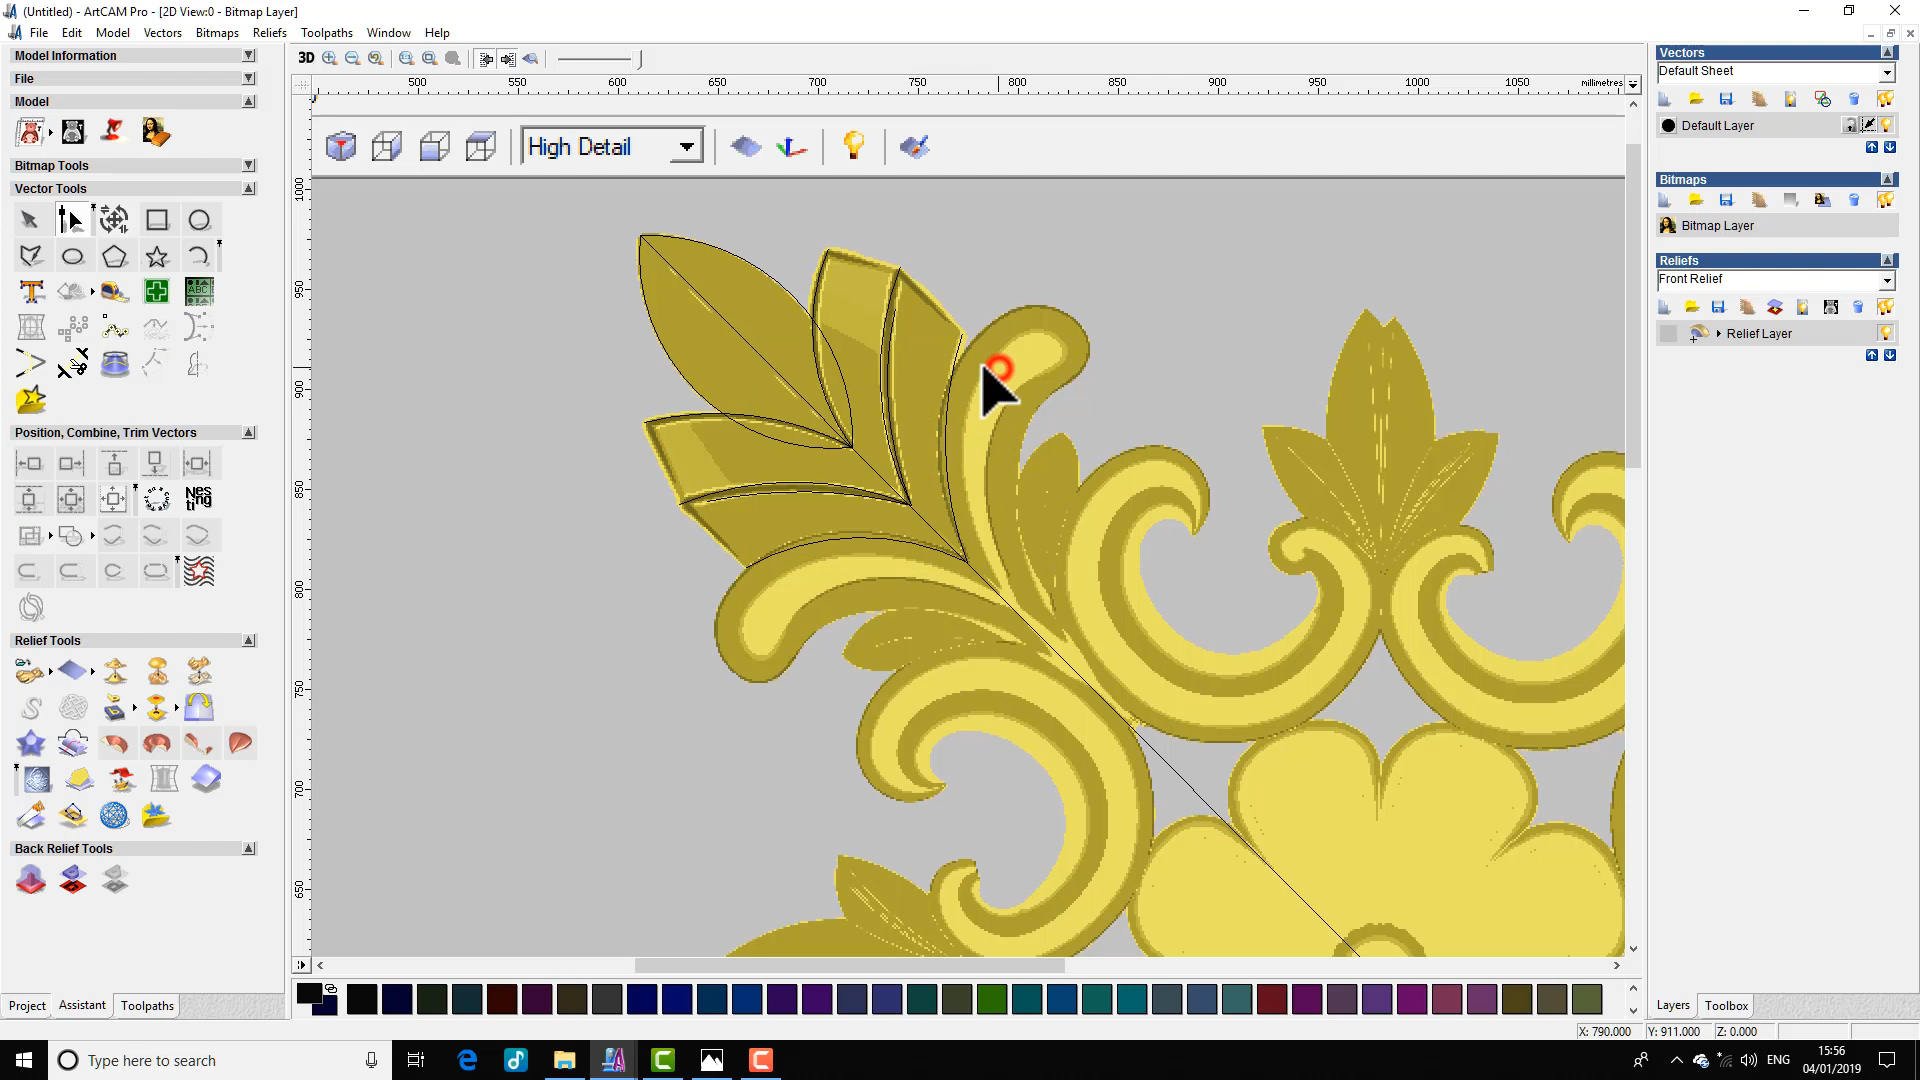 (Untitled) - ArtCAM Pro - [2D View:0 - Bitmap Layer]
File Edit Model Vectors Bitmaps Reliefs Toolpaths Window Help
Model Information
File
Model
Bitmap Tools
Vector Tools
Position, Combine, Trim Vectors
Nes
ting
Relief Tools
Back Relief Tools
Project Assistant Toolpaths
3D
500 550 600 650 700 750 800 850 900 950 1000 1050 millimetres
1000
950
900
850
800
750
700
650
High Detail
Vectors
Default Sheet
Default Layer
Bitmaps
Bitmap Layer
Reliefs
Front Relief
Relief Layer
Layers Toolbox
X: 790.000 Y: 911.000 Z: 0.000
Type here to search
ENG
15:56
04/01/2019